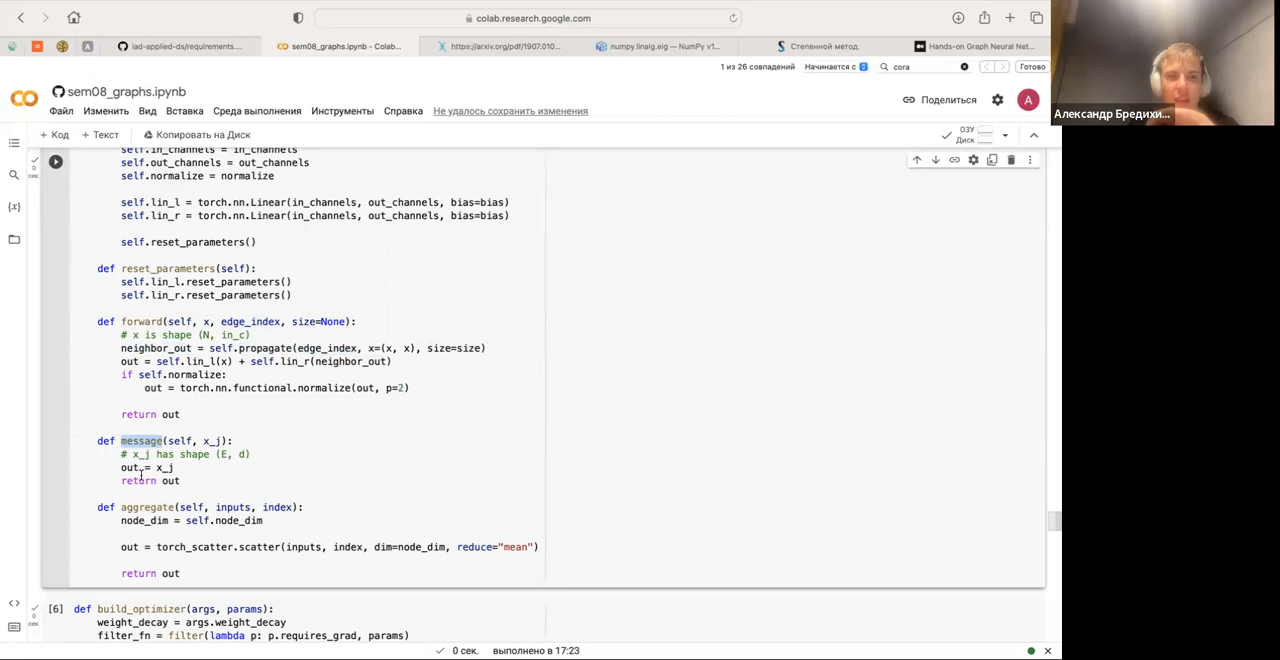 colab.research.google.com
iad-applied-ds/requirements....
sem08_graphs.ipynb - Colab...
https://arxiv.org/pdf/1907.010...
numpy.linalg.eig — NumPy v1...
Степенной метод.
Hands-on Graph Neural Net...
1 из 26 совпадений
Начинается с
cora
Готово
sem08_graphs.ipynb
Файл Изменить Вид Вставка Среда выполнения Инструменты Справка Не удалось сохранить изменения
Поделиться
A
+ Код + Текст Копировать на Диск
ОЗУ
Диск
0
сек.
self.in_channels = in_channels
self.out_channels = out_channels
self.normalize = normalize
self.lin_l = torch.nn.Linear(in_channels, out_channels, bias=bias)
self.lin_r = torch.nn.Linear(in_channels, out_channels, bias=bias)
self.reset_parameters()
def reset_parameters(self):
self.lin_l.reset_parameters()
self.lin_r.reset_parameters()
def forward(self, x, edge_index, size=None):
# x is shape (N, in_c)
neighbor_out = self.propagate(edge_index, x=(x, x), size=size)
out = self.lin_l(x) + self.lin_r(neighbor_out)
if self.normalize:
out = torch.nn.functional.normalize(out, p=2)
return out
def message(self, x_j):
# x_j has shape (E, d)
out = x_j
return out
def aggregate(self, inputs, index):
node_dim = self.node_dim
out = torch_scatter.scatter(inputs, index, dim=node_dim, reduce="mean")
return out
0
сек.
[6] def build_optimizer(args, params):
weight_decay = args.weight_decay
filter_fn = filter(lambda p: p.requires_grad, params)
0 сек. выполнено в 17:23
Александр Бредихи...